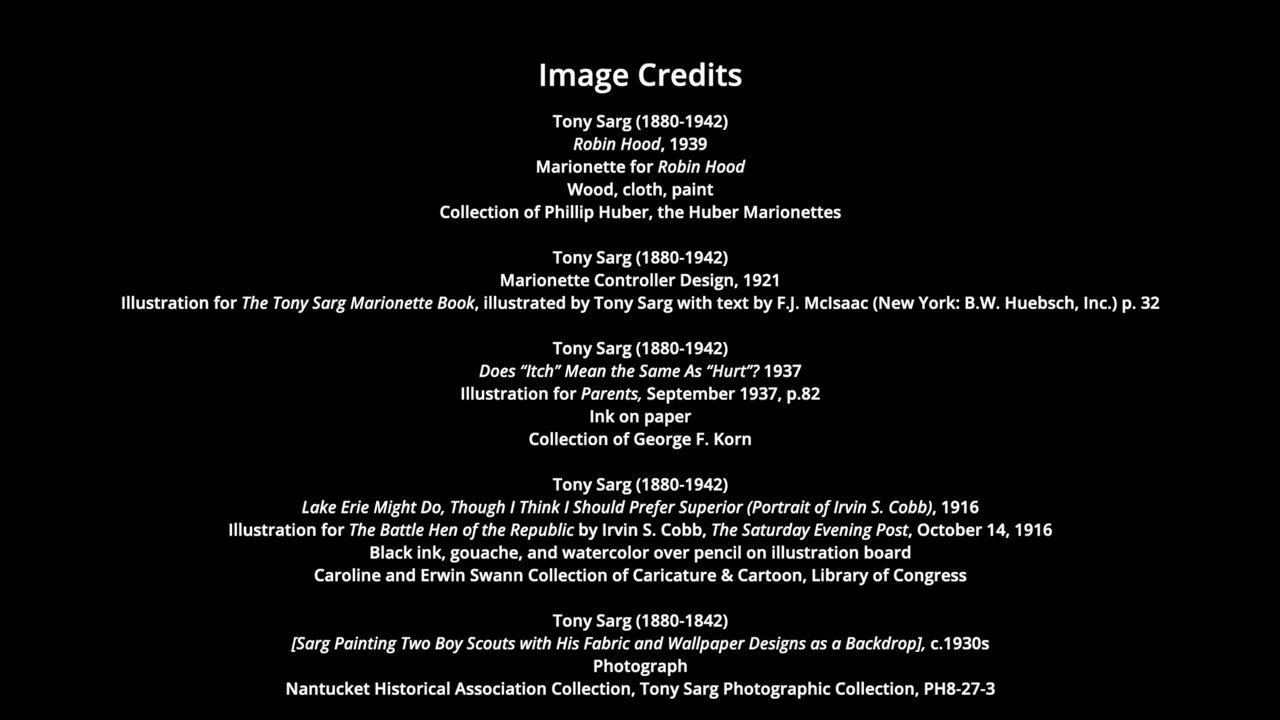 Image Credits
Tony Sarg (1880-1942)
Robin Hood, 1939
Marionette for Robin Hood
Wood, cloth, paint
Collection of Phillip Huber, the Huber Marionettes
Tony Sarg (1880-1942)
Marionette Controller Design, 1921
Illustration for The Tony Sarg Marionette Book, illustrated by Tony Sarg with text by F.J. McIsaac (New York: B.W. Huebsch, Inc.) p. 32
Tony Sarg (1880-1942)
Does “Itch” Mean the Same As “Hurt”? 1937
Illustration for Parents, September 1937, p.82
Ink on paper
Collection of George F. Korn
Tony Sarg (1880-1942)
Lake Erie Might Do, Though I Think I Should Prefer Superior (Portrait of Irvin S. Cobb), 1916
Illustration for The Battle Hen of the Republic by Irvin S. Cobb, The Saturday Evening Post, October 14, 1916
Black ink, gouache, and watercolor over pencil on illustration board
Caroline and Erwin Swann Collection of Caricature & Cartoon, Library of Congress
Tony Sarg (1880-1842)
[Sarg Painting Two Boy Scouts with His Fabric and Wallpaper Designs as a Backdrop], c.1930s
Photograph
Nantucket Historical Association Collection, Tony Sarg Photographic Collection, PH8-27-3